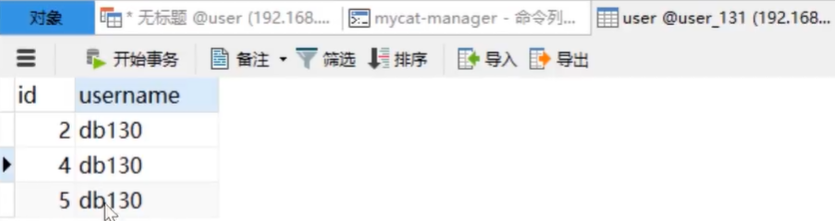 对象 * 无标题 @user (192.168.... mycat-manager - 命令列... user @user_131 (192.168...
开始事务 备注 筛选 排序 导入 导出
id username
2 db130
4 db130
5 db130